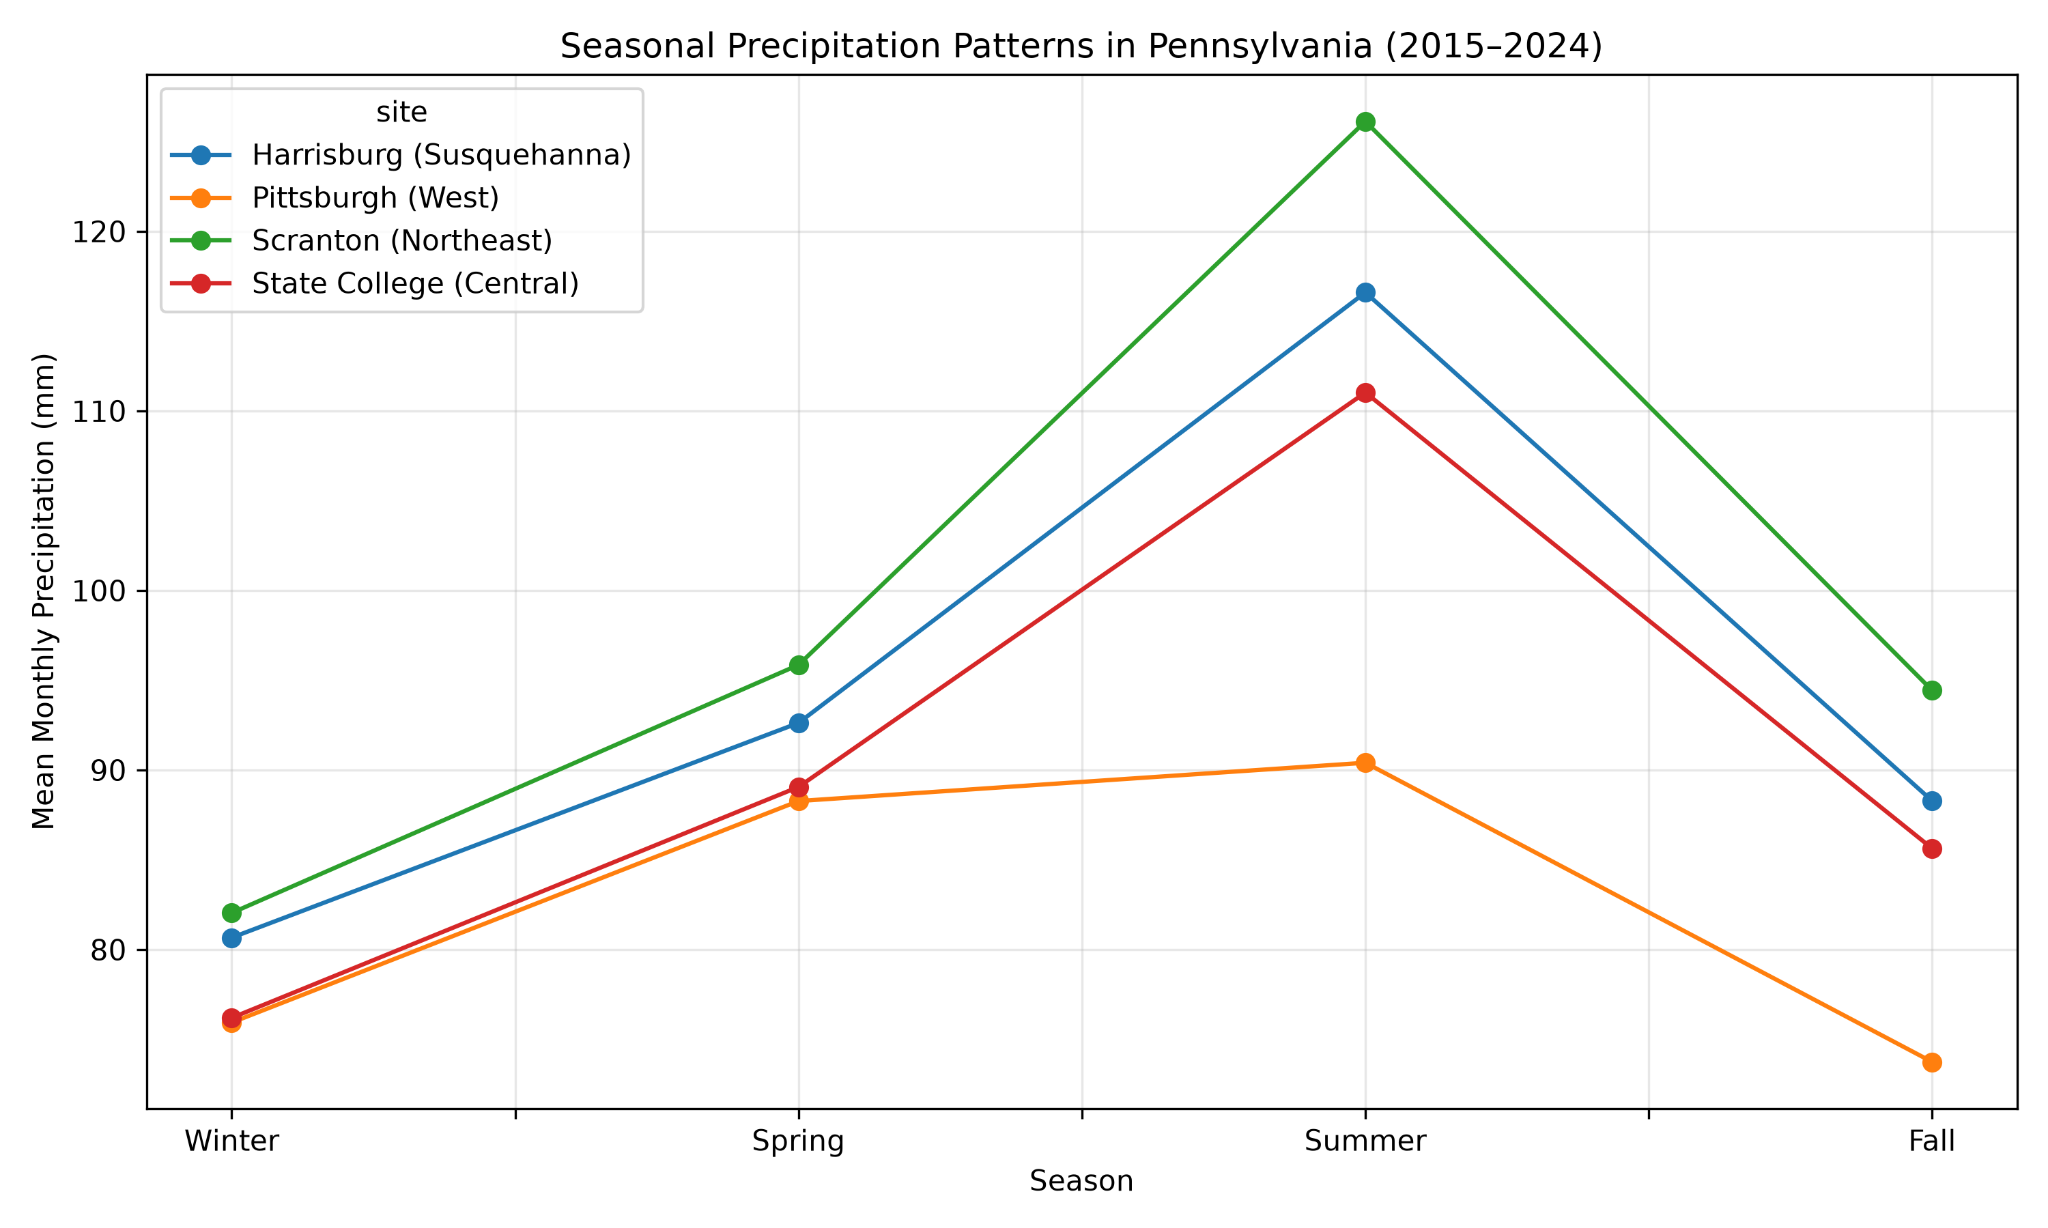 Seasonal Precipitation Patterns in Pennsylvania (2015–2024)
site
Harrisburg (Susquehanna)
Pittsburgh (West)
Scranton (Northeast)
State College (Central)
Mean Monthly Precipitation (mm)
120
110
100
90
80
Winter
Spring
Summer
Fall
Season